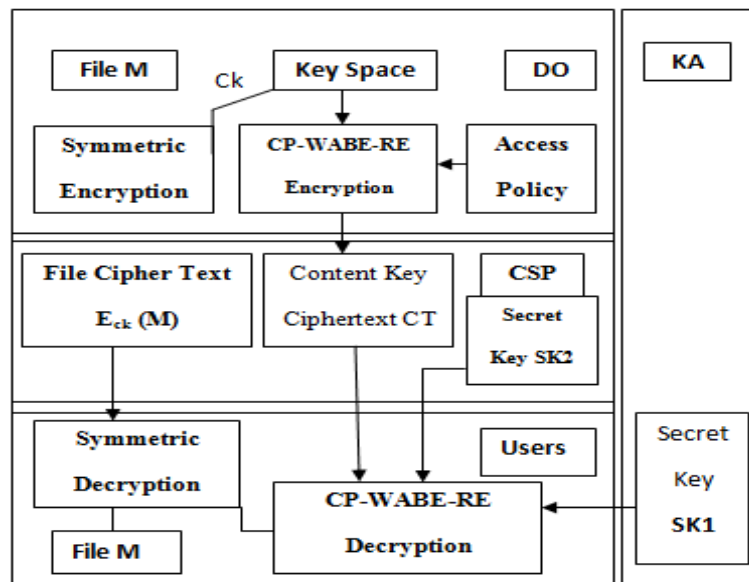 File M
Ck
Key Space
DO
KA
Symmetric
Encryption
CP-WABE-RE
Encryption
Access
Policy
File Cipher Text
Eck (M)
Content Key
Ciphertext CT
CSP
Secret
Key SK2
Symmetric
Decryption
Users
CP-WABE-RE
Decryption
Secret
Key
SK1
File M